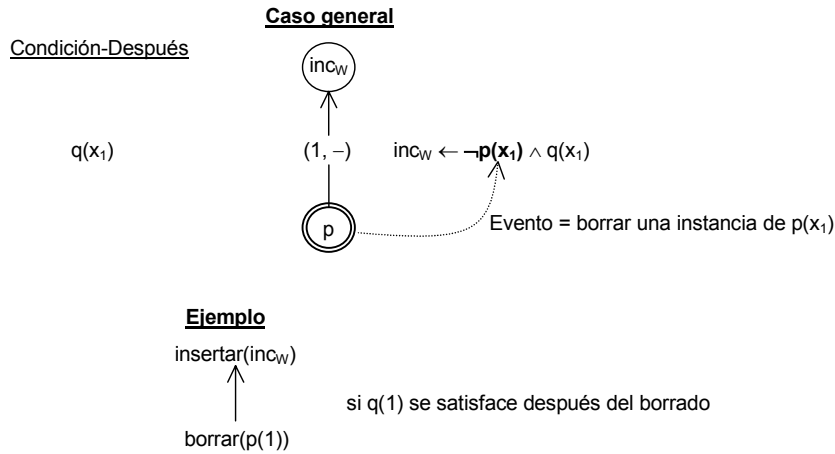 Caso general
Condición-Después
inc_W
q(x₁)
(1, −)
inc_W ← ¬p(x₁) ∧ q(x₁)
p
Evento = borrar una instancia de p(x₁)
Ejemplo
insertar(inc_W)
si q(1) se satisface después del borrado
borrar(p(1))